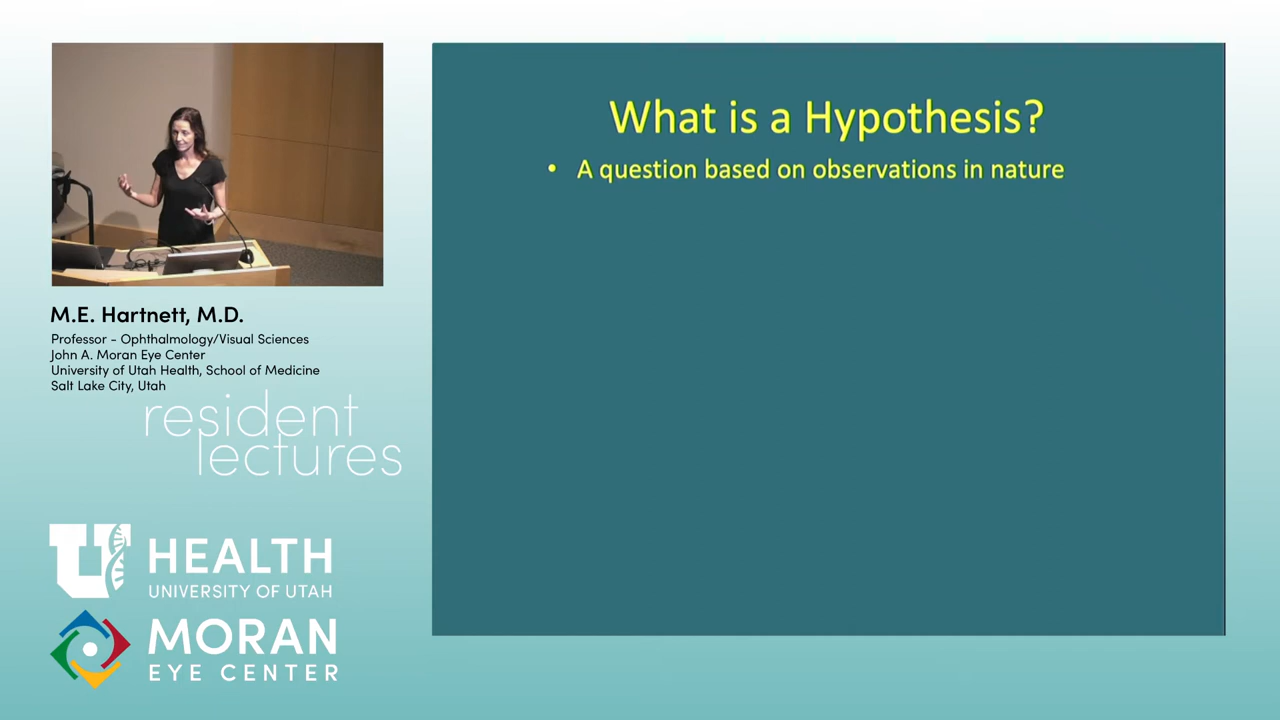 What is a Hypothesis?
• A question based on observations in nature
M.E. Hartnett, M.D.
Professor - Ophthalmology/Visual Sciences
John A. Moran Eye Center
University of Utah Health, School of Medicine
Salt Lake City, Utah
resident
lectures
U HEALTH
UNIVERSITY OF UTAH
MORAN
EYE CENTER